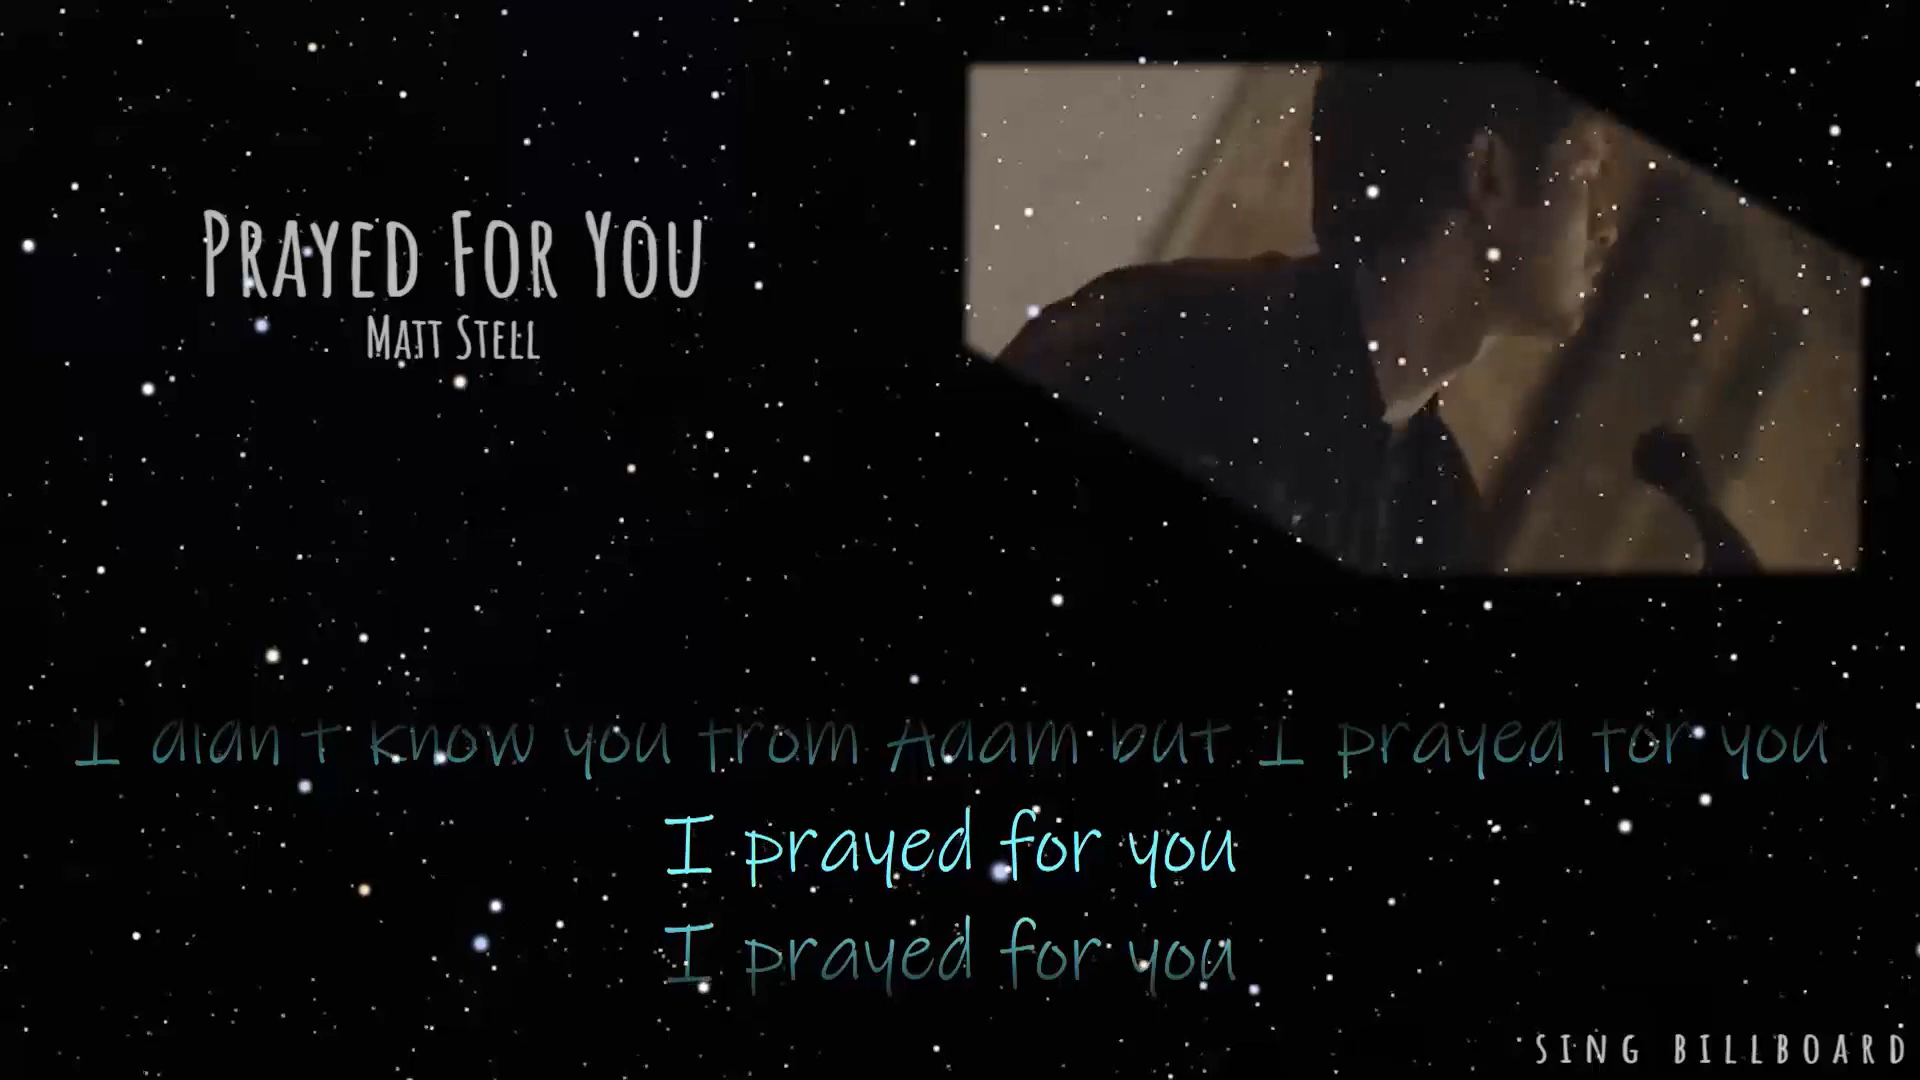 Prayed For You
Matt Stell
I didn't know you from Adam but I prayed for you
I prayed for you
I prayed for you
SING BILLBOARD